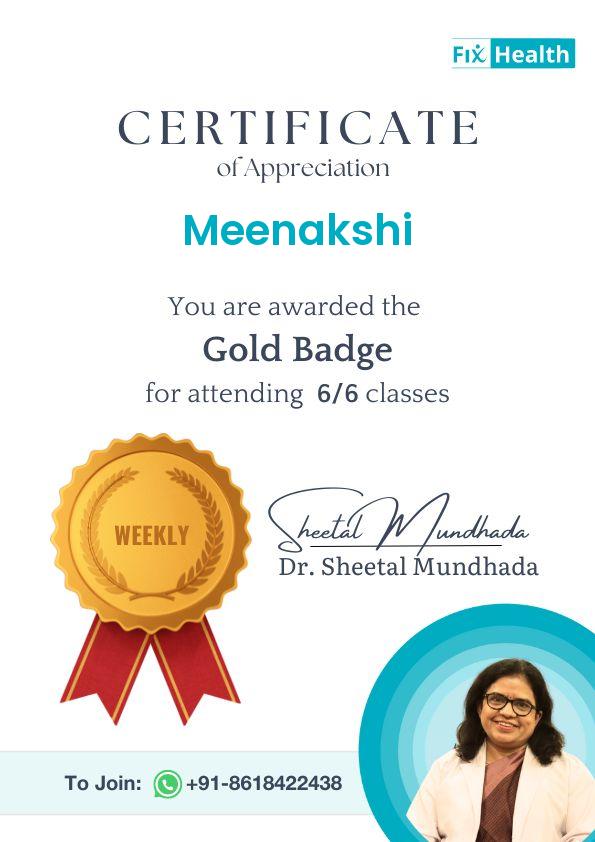 Fix Health
CERTIFICATE
of Appreciation
Meenakshi
You are awarded the
Gold Badge
for attending 6/6 classes
WEEKLY
Sheetal Mundhada
Dr. Sheetal Mundhada
To Join: +91-8618422438